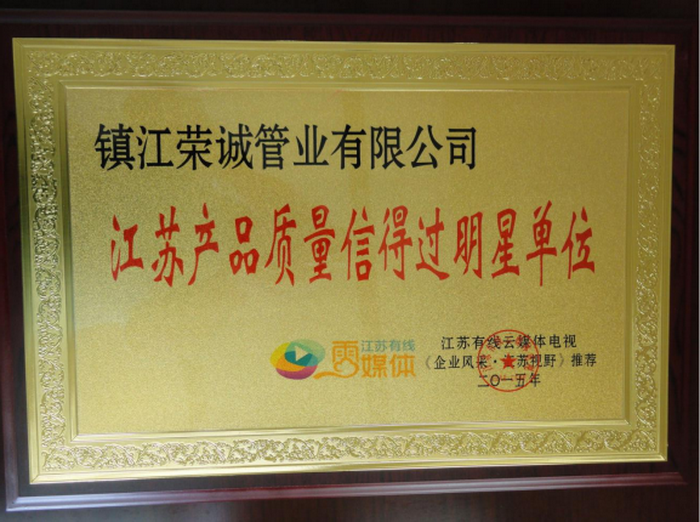 镇江荣诚管业有限公司
江苏产品质量信得过明星单位
江苏有线
云媒体
江苏有线云媒体电视
《企业风采·江苏视野》推荐
二〇一五年